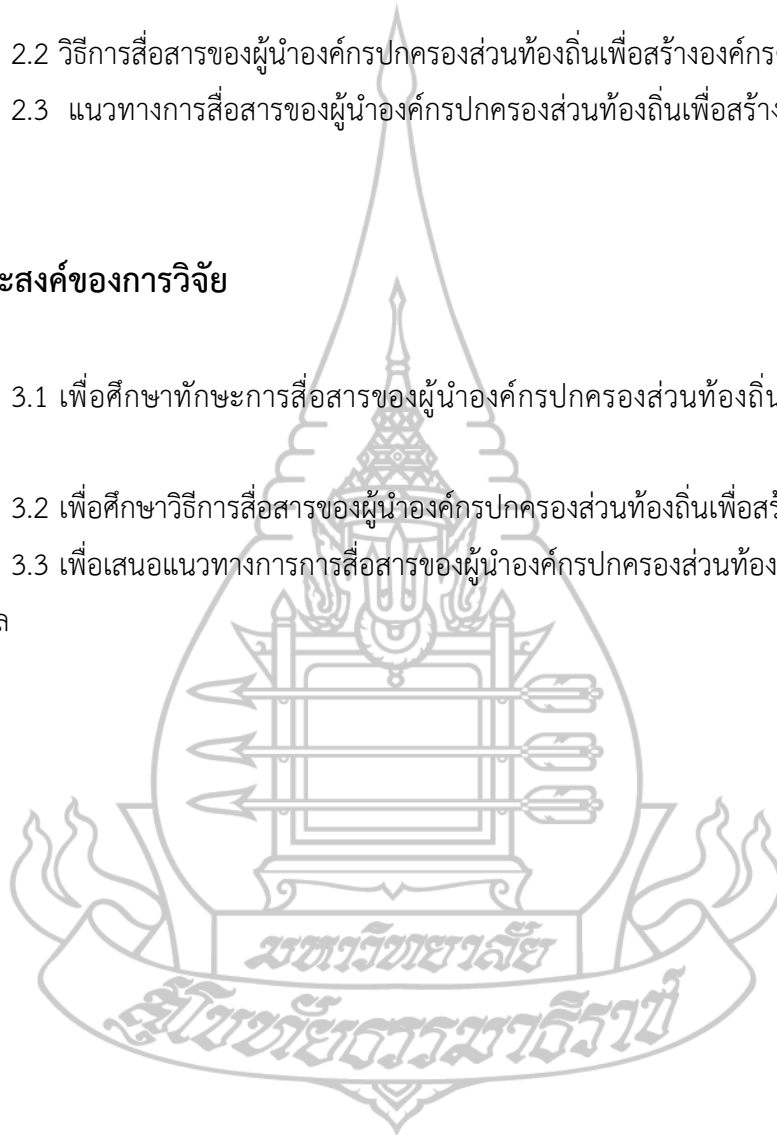 2.2 วิธีการสื่อสารของผู้นำองค์กรปกครองส่วนท้องถิ่นเพื่อสร้างองค์กร
2.3 แนวทางการสื่อสารของผู้นำองค์กรปกครองส่วนท้องถิ่นเพื่อสร้าง
ะสงค์ของการวิจัย
3.1 เพื่อศึกษาทักษะการสื่อสารของผู้นำองค์กรปกครองส่วนท้องถิ่น
3.2 เพื่อศึกษาวิธีการสื่อสารของผู้นำองค์กรปกครองส่วนท้องถิ่นเพื่อสร้
3.3 เพื่อเสนอแนวทางการการสื่อสารของผู้นำองค์กรปกครองส่วนท้อง
ล
มหาวิทยาลัย
สุโขทัยธรรมาธิราช